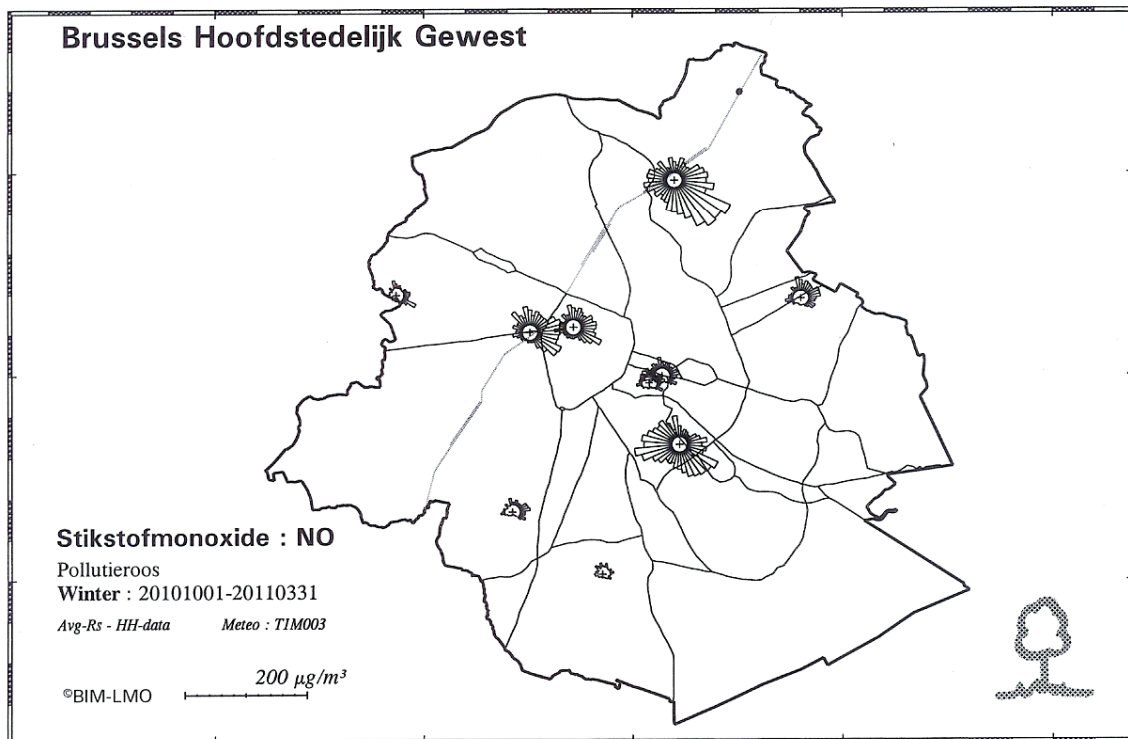 Brussels Hoofdstedelijk Gewest
Stikstofmonoxide : NO
Pollutieroos
Winter : 20101001-20110331
Avg-Rs - HH-data Meteo : T1M003
200 µg/m³
©BIM-LMO